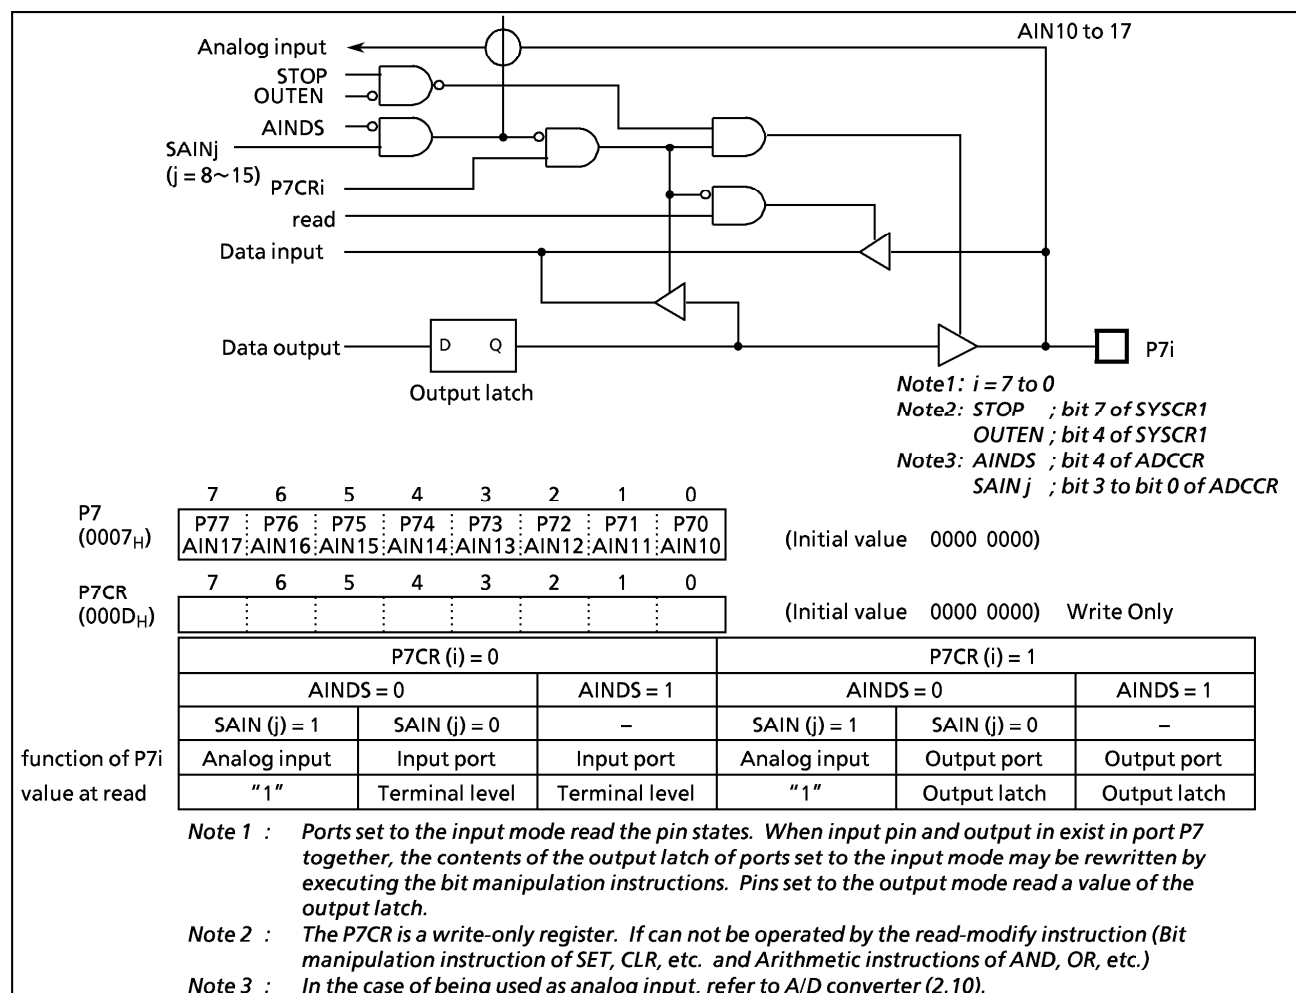 AIN10 to 17
Analog input
STOP
OUTEN
AINDS
SAINj
(j = 8~15)
P7CRi
read
Data input
Data output
D Q
P7i
Output latch
Note1: i = 7 to 0
Note2: STOP ; bit 7 of SYSCR1
OUTEN ; bit 4 of SYSCR1
Note3: AINDS ; bit 4 of ADCCR
SAIN j ; bit 3 to bit 0 of ADCCR
7 6 5 4 3 2 1 0
P7
(0007H)
P77 P76 P75 P74 P73 P72 P71 P70
AIN17 AIN16 AIN15 AIN14 AIN13 AIN12 AIN11 AIN10
(Initial value 0000 0000)
7 6 5 4 3 2 1 0
P7CR
(000DH)
(Initial value 0000 0000) Write Only
P7CR (i) = 0 P7CR (i) = 1
AINDS = 0 AINDS = 1 AINDS = 0 AINDS = 1
SAIN (j) = 1 SAIN (j) = 0 – SAIN (j) = 1 SAIN (j) = 0 –
function of P7i Analog input Input port Input port Analog input Output port Output port
value at read "1" Terminal level Terminal level "1" Output latch Output latch
Note 1 : Ports set to the input mode read the pin states. When input pin and output in exist in port P7
together, the contents of the output latch of ports set to the input mode may be rewritten by
executing the bit manipulation instructions. Pins set to the output mode read a value of the
output latch.
Note 2 : The P7CR is a write-only register. If can not be operated by the read-modify instruction (Bit
manipulation instruction of SET, CLR, etc. and Arithmetic instructions of AND, OR, etc.)
Note 3 : In the case of being used as analog input, refer to A/D converter (2.10).